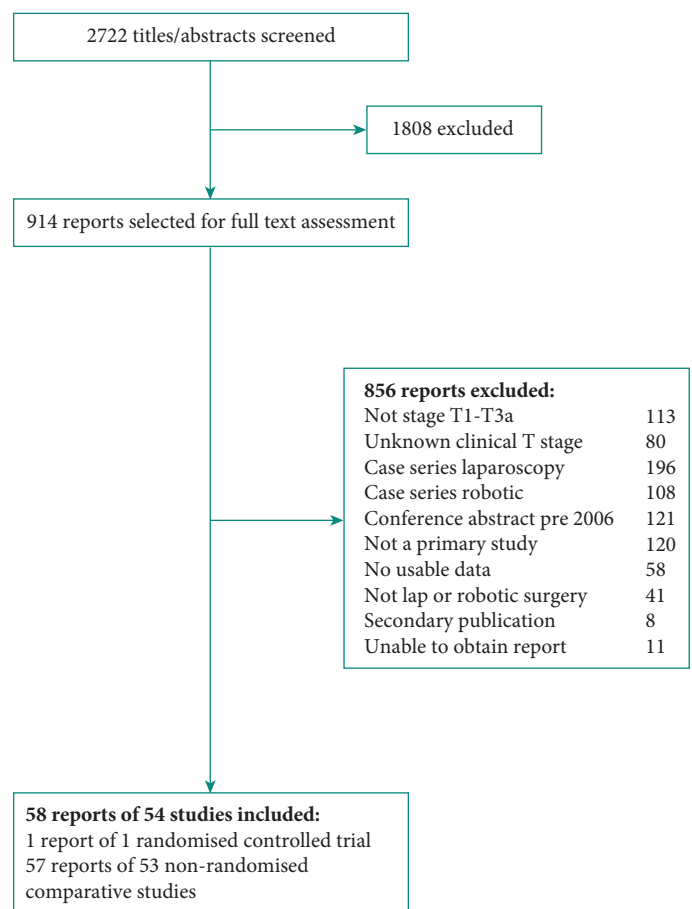 2722 titles/abstracts screened
1808 excluded
914 reports selected for full text assessment
856 reports excluded:
Not stage T1-T3a 113
Unknown clinical T stage 80
Case series laparoscopy 196
Case series robotic 108
Conference abstract pre 2006 121
Not a primary study 120
No usable data 58
Not lap or robotic surgery 41
Secondary publication 8
Unable to obtain report 11
58 reports of 54 studies included:
1 report of 1 randomised controlled trial
57 reports of 53 non-randomised
comparative studies